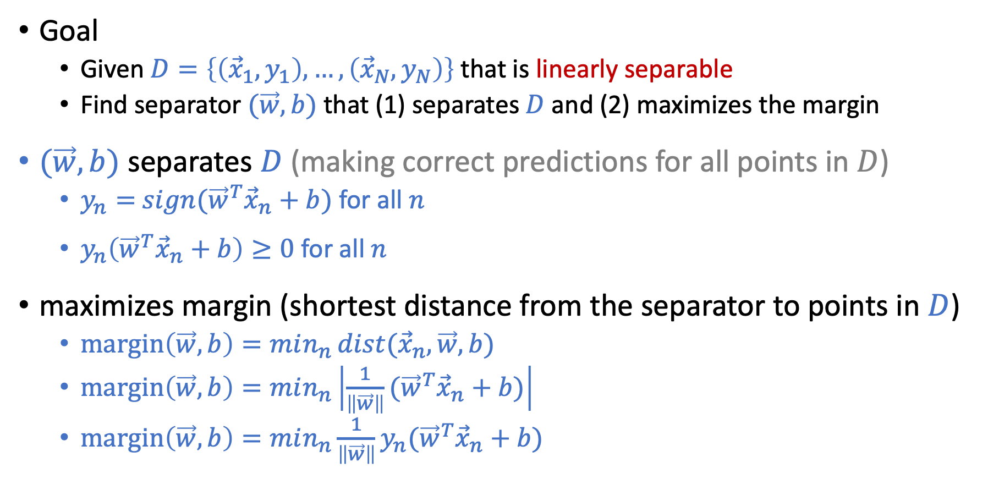 • Goal
• Given $D = \{(\vec{x}_1, y_1), \ldots, (\vec{x}_N, y_N)\}$ that is linearly separable
• Find separator $(\vec{w}, b)$ that (1) separates $D$ and (2) maximizes the margin
• $(\vec{w}, b)$ separates $D$ (making correct predictions for all points in $D$)
• $y_n = sign(\vec{w}^T \vec{x}_n + b)$ for all $n$
• $y_n(\vec{w}^T \vec{x}_n + b) \geq 0$ for all $n$
• maximizes margin (shortest distance from the separator to points in $D$)
• $\text{margin}(\vec{w}, b) = min_n \, dist(\vec{x}_n, \vec{w}, b)$
• $\text{margin}(\vec{w}, b) = min_n \left| \frac{1}{\|\vec{w}\|} (\vec{w}^T \vec{x}_n + b) \right|$
• $\text{margin}(\vec{w}, b) = min_n \frac{1}{\|\vec{w}\|} y_n(\vec{w}^T \vec{x}_n + b)$